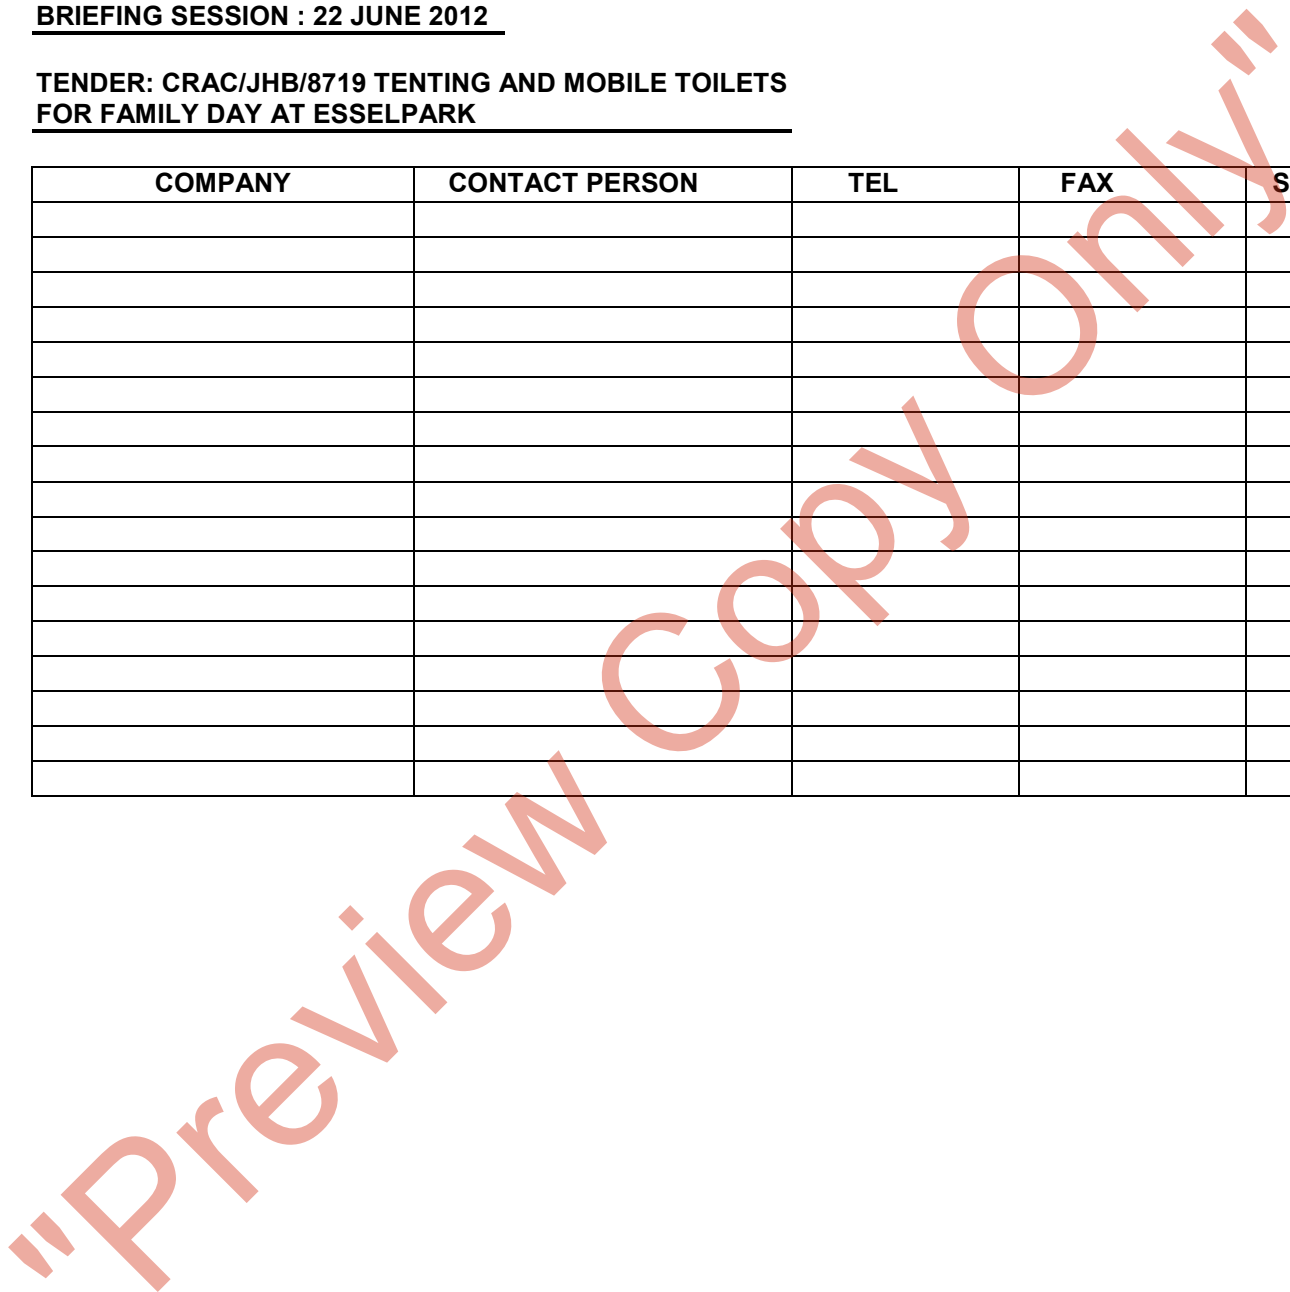 BRIEFING SESSION : 22 JUNE 2012
TENDER: CRAC/JHB/8719 TENTING AND MOBILE TOILETS
FOR FAMILY DAY AT ESSELPARK
COMPANY CONTACT PERSON TEL FAX S
"Preview Copy Only"